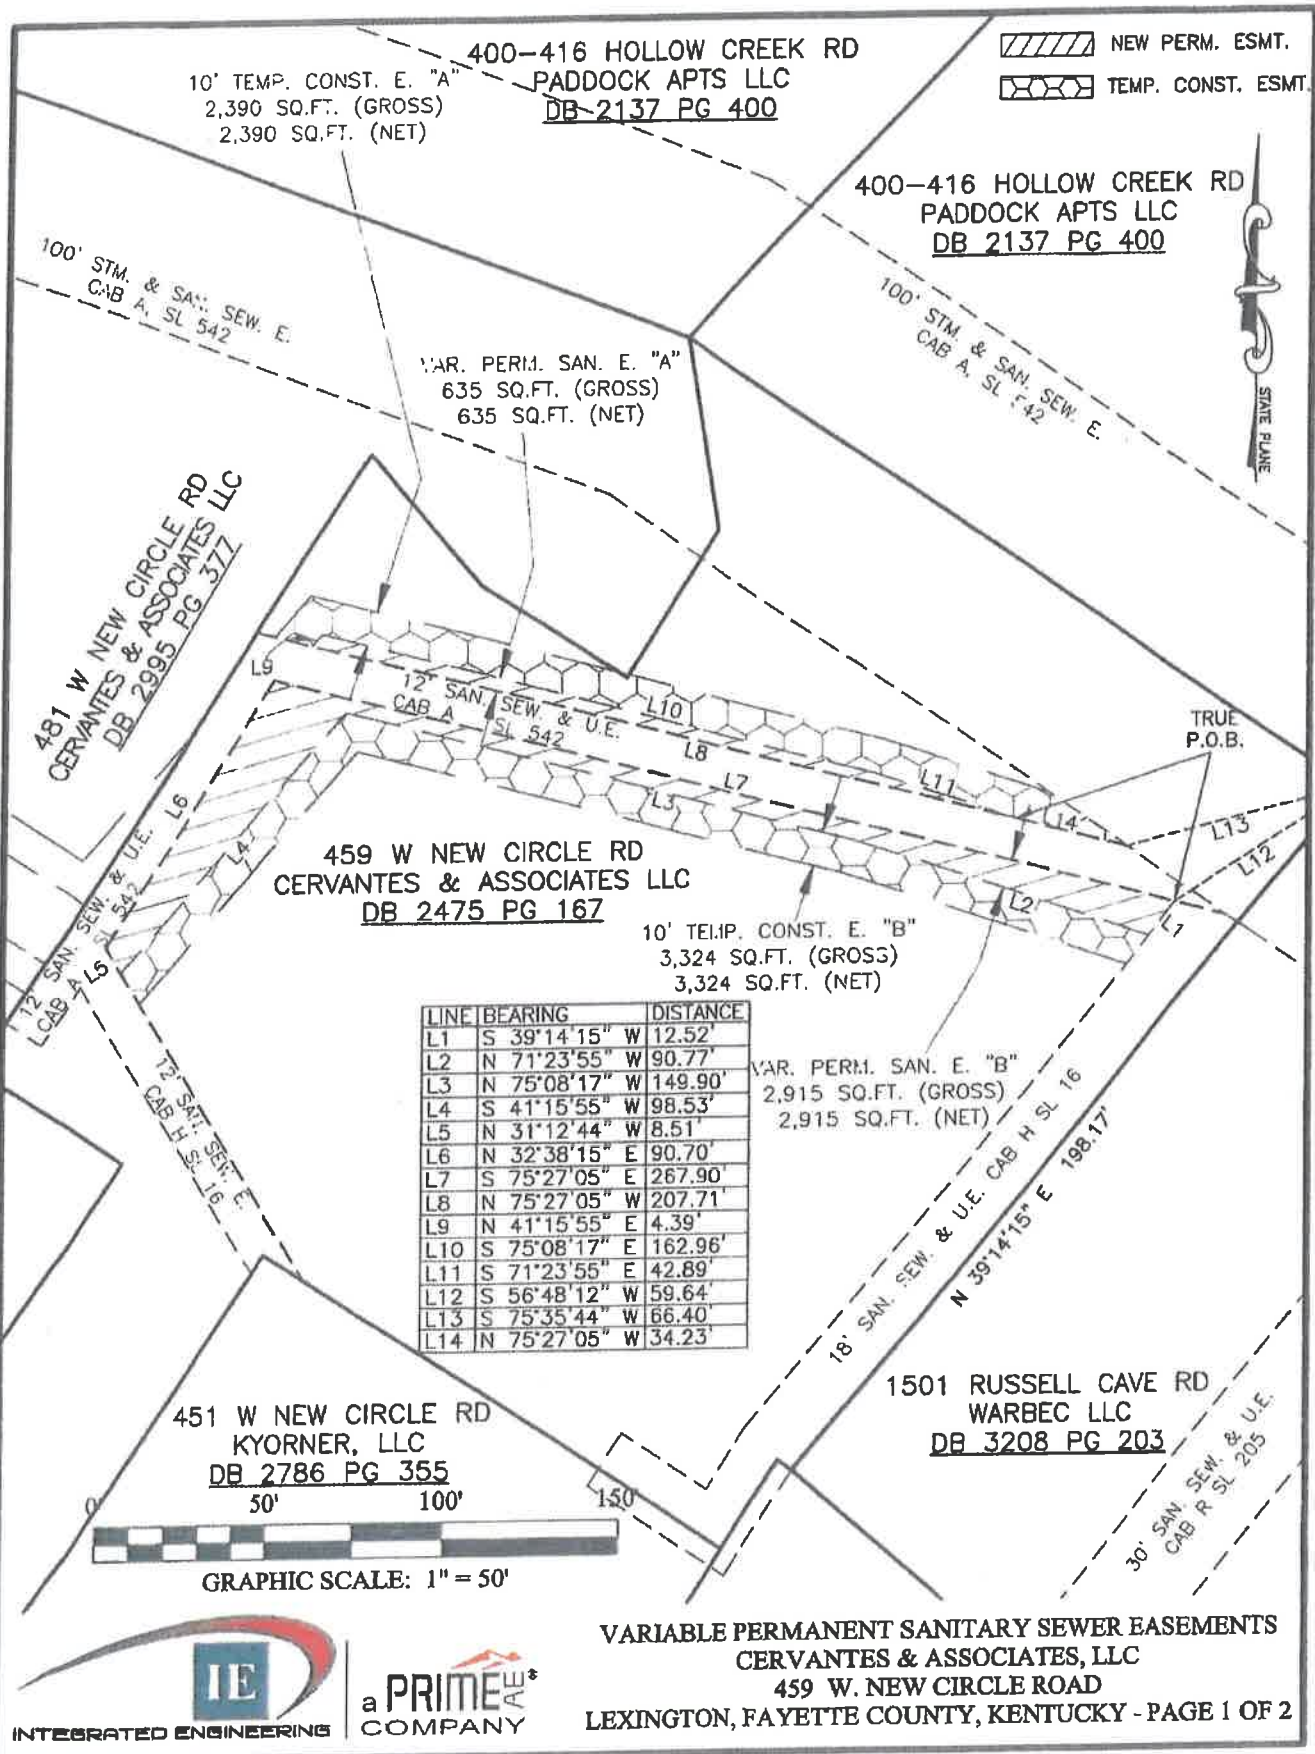 400-416 HOLLOW CREEK RD
PADDOCK APTS LLC
DB 2137 PG 400
NEW PERM. ESMT.
TEMP. CONST. ESMT.
10' TEMP. CONST. E. "A"
2,390 SQ.FT. (GROSS)
2,390 SQ.FT. (NET)
400-416 HOLLOW CREEK RD
PADDOCK APTS LLC
DB 2137 PG 400
100' STM. & SAN. SEW. E.
CAB A, SL 542
100' STM. & SAN. SEW. E.
CAB A, SL 542
STATE PLANE
VAR. PERM. SAN. E. "A"
635 SQ.FT. (GROSS)
635 SQ.FT. (NET)
481 W NEW CIRCLE RD
CERVANTES & ASSOCIATES LLC
DB 2995 PG 377
L9
12' SAN. SEW. & U.E.
CAB A SL 542
L10
L8
L7
L3
L11
L14
TRUE
P.O.B.
L13
L12
L1
L2
L6
L4
L5
12' SAN. SEW. & U.E.
CAB A SL 542
459 W NEW CIRCLE RD
CERVANTES & ASSOCIATES LLC
DB 2475 PG 167
10' TEMP. CONST. E. "B"
3,324 SQ.FT. (GROSS)
3,324 SQ.FT. (NET)
VAR. PERM. SAN. E. "B"
2,915 SQ.FT. (GROSS)
2,915 SQ.FT. (NET)
LINE BEARING DISTANCE
L1 S 39°14'15" W 12.52'
L2 N 71°23'55" W 90.77'
L3 N 75°08'17" W 149.90'
L4 S 41°15'55" W 98.53'
L5 N 31°12'44" W 8.51'
L6 N 32°38'15" E 90.70'
L7 S 75°27'05" E 267.90'
L8 N 75°27'05" W 207.71'
L9 N 41°15'55" E 4.39'
L10 S 75°08'17" E 162.96'
L11 S 71°23'55" E 42.89'
L12 S 56°48'12" W 59.64'
L13 S 75°35'44" W 66.40'
L14 N 75°27'05" W 34.23'
12' SAN. SEW. E.
CAB H SL 16
18' SAN. SEW. & U.E. CAB H SL 16
N 39°14'15" E 198.17'
1501 RUSSELL CAVE RD
WARBEC LLC
DB 3208 PG 203
30' SAN. SEW. & U.E.
CAB R SL 205
451 W NEW CIRCLE RD
KYORNER, LLC
DB 2786 PG 355
0 50' 100' 150'
GRAPHIC SCALE: 1" = 50'
IE
INTEGRATED ENGINEERING
a PRIME AE
COMPANY
VARIABLE PERMANENT SANITARY SEWER EASEMENTS
CERVANTES & ASSOCIATES, LLC
459 W. NEW CIRCLE ROAD
LEXINGTON, FAYETTE COUNTY, KENTUCKY - PAGE 1 OF 2